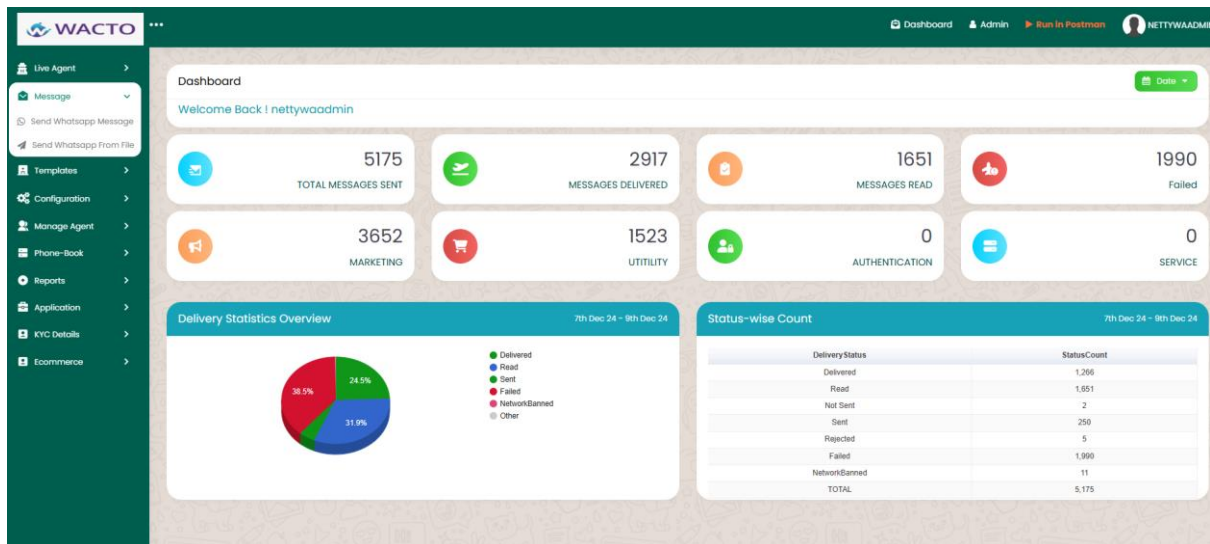 WACTO
Dashboard Admin Run in Postman NETTYWAADMI
Live Agent
Message
Send Whatsapp Message
Send Whatsapp From File
Templates
Configuration
Manage Agent
Phone-Book
Reports
Application
KYC Details
Ecommerce
Dashboard
Date
Welcome Back ! nettywaadmin
5175
TOTAL MESSAGES SENT
2917
MESSAGES DELIVERED
1651
MESSAGES READ
1990
Failed
3652
MARKETING
1523
UTITILITY
0
AUTHENTICATION
0
SERVICE
Delivery Statistics Overview 7th Dec 24 - 9th Dec 24
38.5%
24.5%
31.9%
Delivered
Read
Sent
Failed
NetworkBanned
Other
Status-wise Count 7th Dec 24 - 9th Dec 24
DeliveryStatus StatusCount
Delivered 1,266
Read 1,651
Not Sent 2
Sent 250
Rejected 5
Failed 1,990
NetworkBanned 11
TOTAL 5,175